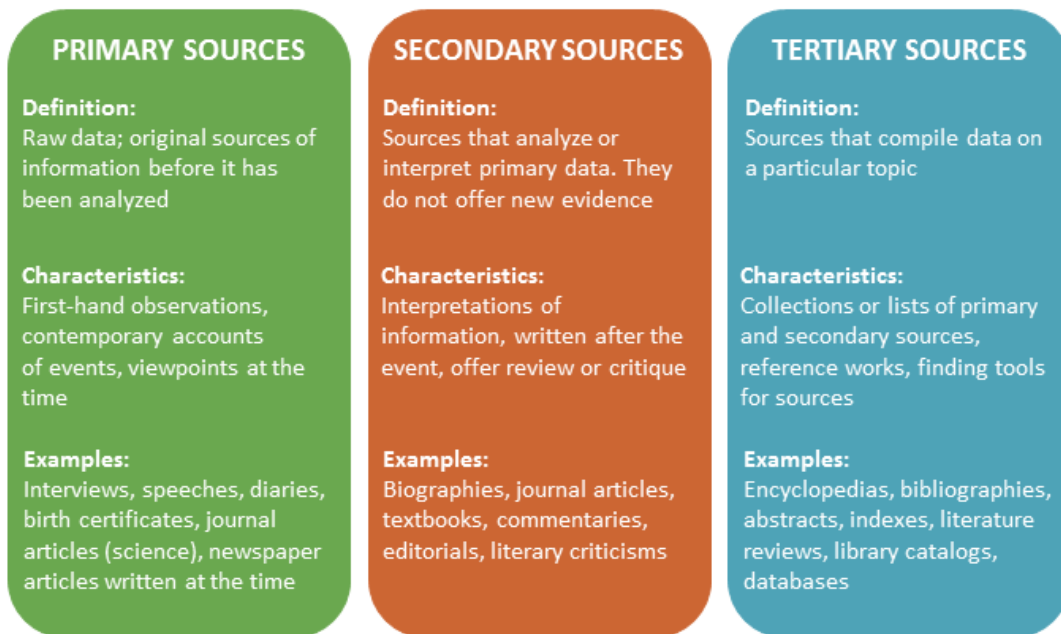 PRIMARY SOURCES
Definition:
Raw data; original sources of
information before it has
been analyzed
Characteristics:
First-hand observations,
contemporary accounts
of events, viewpoints at the
time
Examples:
Interviews, speeches, diaries,
birth certificates, journal
articles (science), newspaper
articles written at the time
SECONDARY SOURCES
Definition:
Sources that analyze or
interpret primary data. They
do not offer new evidence
Characteristics:
Interpretations of
information, written after the
event, offer review or critique
Examples:
Biographies, journal articles,
textbooks, commentaries,
editorials, literary criticisms
TERTIARY SOURCES
Definition:
Sources that compile data on
a particular topic
Characteristics:
Collections or lists of primary
and secondary sources,
reference works, finding tools
for sources
Examples:
Encyclopedias, bibliographies,
abstracts, indexes, literature
reviews, library catalogs,
databases